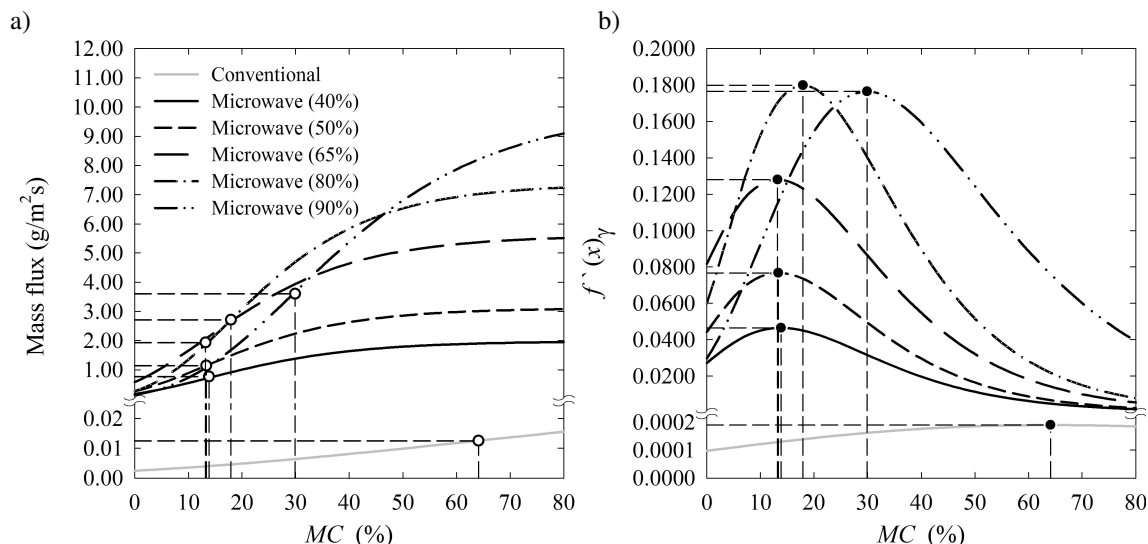 a)
12.00
11.00
10.00
9.00
8.00
7.00
6.00
5.00
4.00
3.00
2.00
1.00
0.02
0.01
0.00
Mass flux (g/m²s)
Conventional
Microwave (40%)
Microwave (50%)
Microwave (65%)
Microwave (80%)
Microwave (90%)
0 10 20 30 40 50 60 70 80
MC (%)
b)
0.2000
0.1800
0.1600
0.1400
0.1200
0.1000
0.0800
0.0600
0.0400
0.0200
0.0002
0.0001
0.0000
f `(x)γ
0 10 20 30 40 50 60 70 80
MC (%)